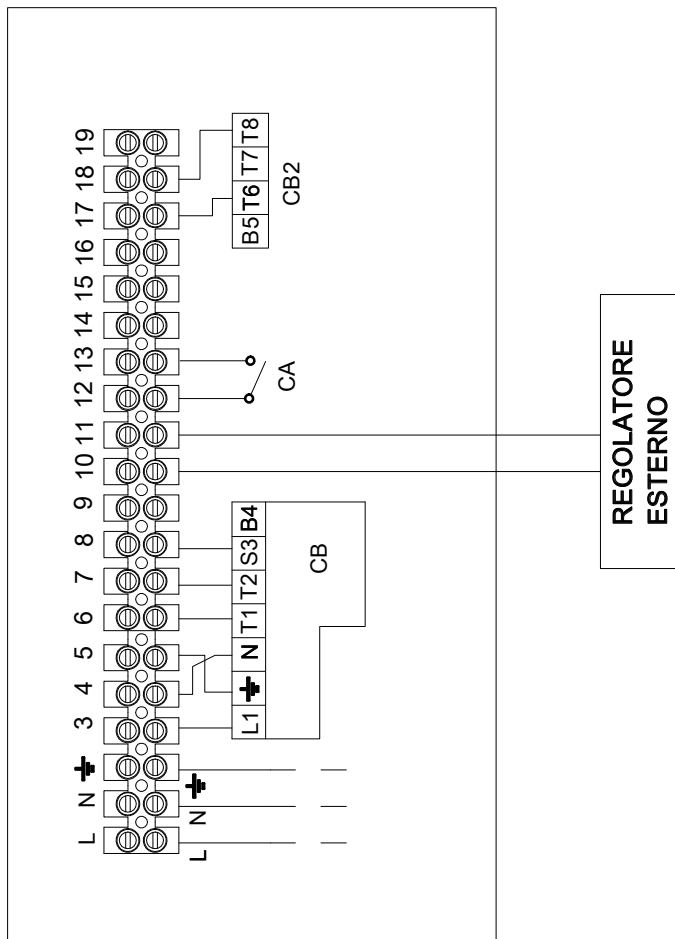 L N ⏚ 3 4 5 6 7 8 9 10 11 12 13 14 15 16 17 18 19
L N ⏚
L1 ⏚ N T1 T2 S3 B4
CB
CA
B5 T6 T7 T8
CB2
REGOLATORE
ESTERNO